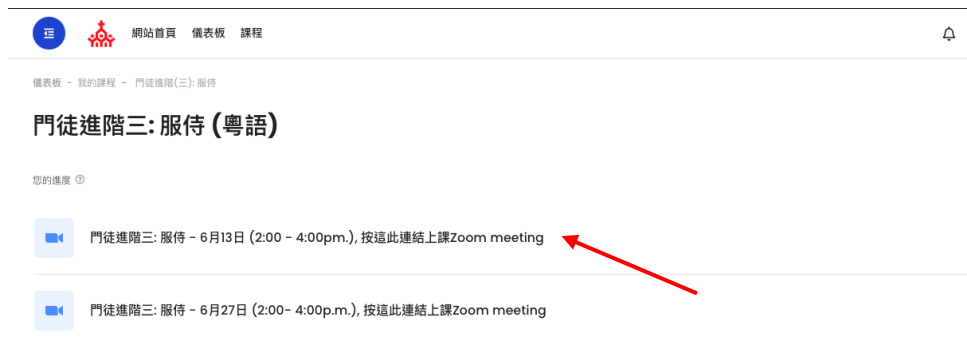 網站首頁 儀表板 課程
儀表板 - 我的課程 - 門徒進階(三): 服侍
門徒進階三: 服侍 (粵語)
您的進度
門徒進階三: 服侍 - 6月13日 (2:00 - 4:00pm.), 按這此連結上課Zoom meeting
門徒進階三: 服侍 - 6月27日 (2:00- 4:00p.m.), 按這此連結上課Zoom meeting